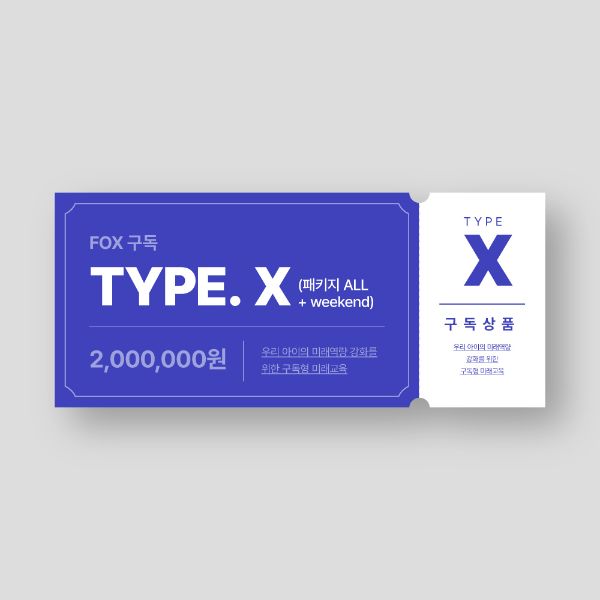 FOX 구독
TYPE. X (패키지 ALL
+ weekend)
2,000,000원
우리 아이의 미래역량 강화를
위한 구독형 미래교육
TYPE
X
구독상품
우리 아이의 미래역량
강화를 위한
구독형 미래교육